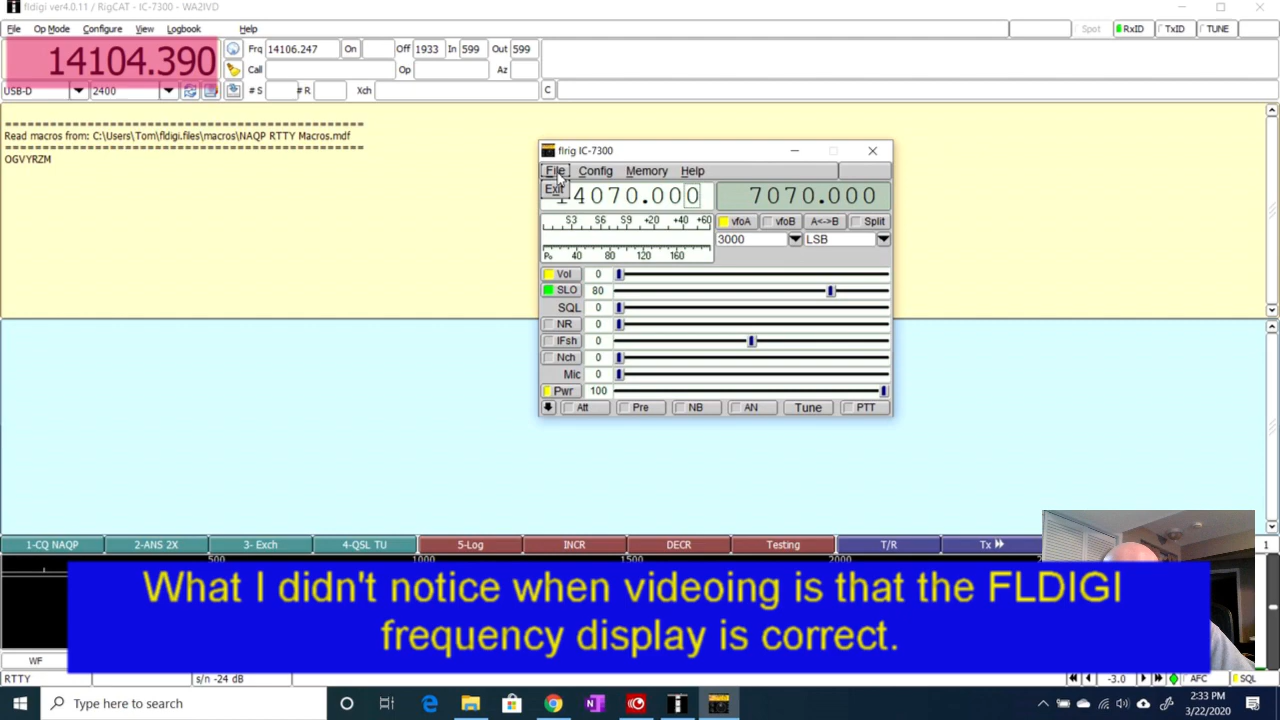 fldigi ver4.0.11 / RigCAT - IC-7300 - WA2IVD
File Op Mode Configure View Logbook Help
Spot RxID TxID TUNE
14104.390
Frq 14106.247 On Off 1933 In 599 Out 599
Call Op Az
USB-D 2400 # S # R Xch C
==================================================
Read macros from: C:\Users\Tom\fldigi.files\macros\NAQP RTTY Macros.mdf
==================================================
OGVYRZM
flrig IC-7300
File Config Memory Help
Exit
14070.000 7070.000
S3 S6 S9 +20 +40 +60
Po 40 80 120 160
vfoA vfoB A<->B Split
3000 LSB
Vol 0
SLO 80
SQL 0
NR 0
IFsh 0
Nch 0
Mic 0
Pwr 100
Att Pre NB AN Tune PTT
1-CQ NAQP 2-ANS 2X 3- Exch 4-QSL TU 5-Log INCR DECR Testing T/R Tx 1
500 1000 1500 2000
What I didn't notice when videoing is that the FLDIGI
frequency display is correct.
WF
RTTY s/n -24 dB -3.0 AFC SQL
Type here to search
2:33 PM
3/22/2020